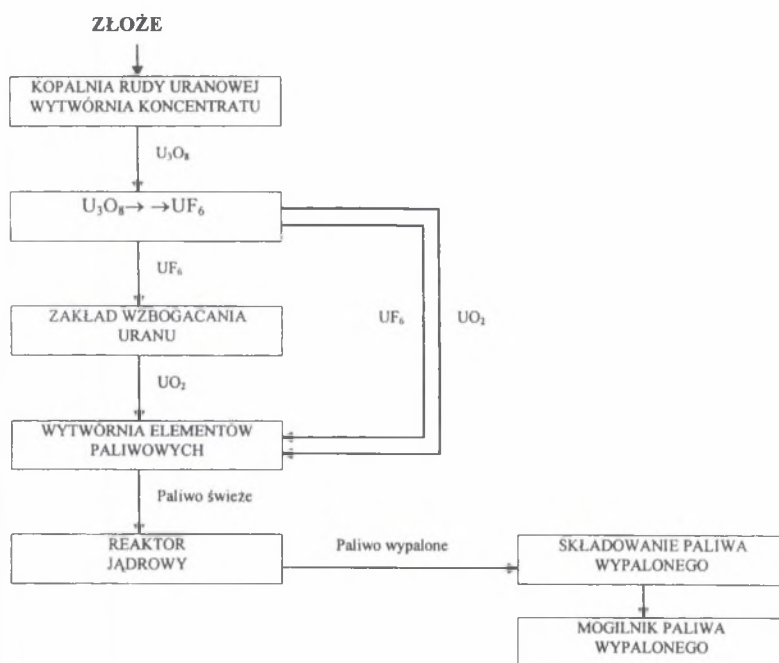 ZŁOŻE
KOPALNIA RUDY URANOWEJ
WYTWÓRNIA KONCENTRATU
U₃O₈
U₃O₈→ →UF₆
UF₆
ZAKŁAD WZBOGACANIA
URANU
UF₆
UO₂
UO₂
WYTWÓRNIA ELEMENTÓW
PALIWOWYCH
Paliwo świeże
REAKTOR
JĄDROWY
Paliwo wypalone
SKŁADOWANIE PALIWA
WYPALONEGO
MOGILNIK PALIWA
WYPALONEGO